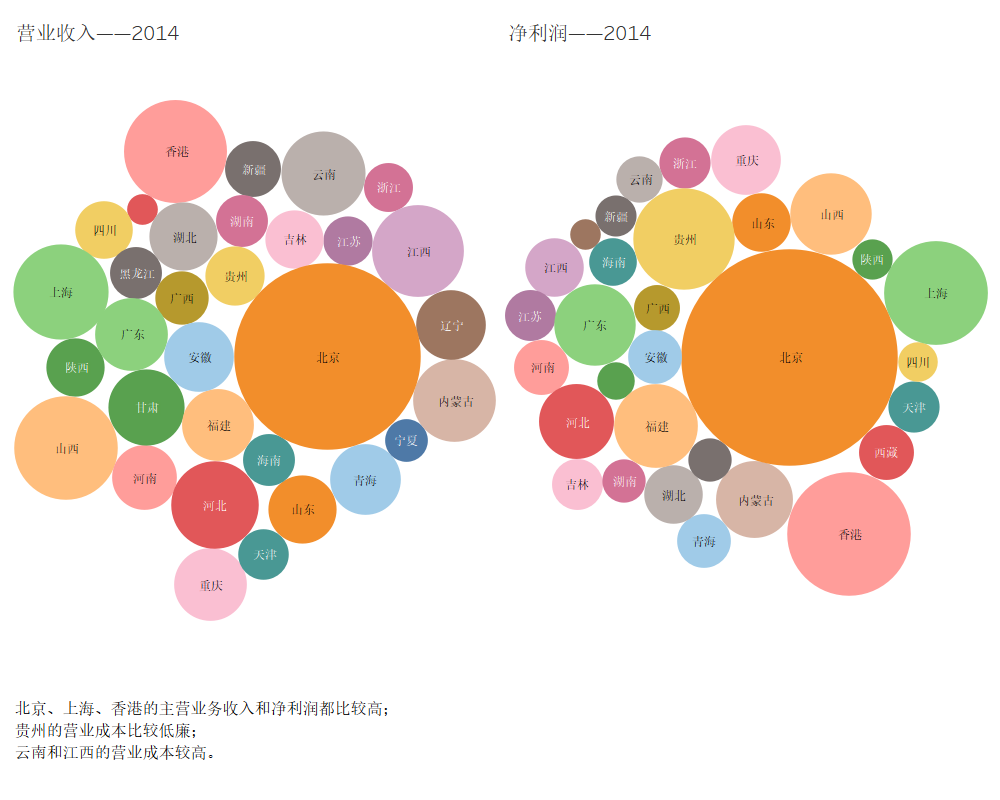 营业收入——2014
净利润——2014
香港
新疆
云南
浙江
四川
湖北
湖南
吉林
江苏
江西
上海
黑龙江
广西
贵州
广东
安徽
北京
辽宁
陕西
甘肃
福建
内蒙古
山西
河南
河北
海南
青海
宁夏
山东
天津
重庆
云南
浙江
重庆
新疆
贵州
山东
山西
江西
海南
陕西
江苏
广东
广西
上海
河南
安徽
北京
四川
河北
福建
天津
西藏
吉林
湖南
湖北
内蒙古
香港
青海
北京、上海、香港的主营业务收入和净利润都比较高；
贵州的营业成本比较低廉；
云南和江西的营业成本较高。